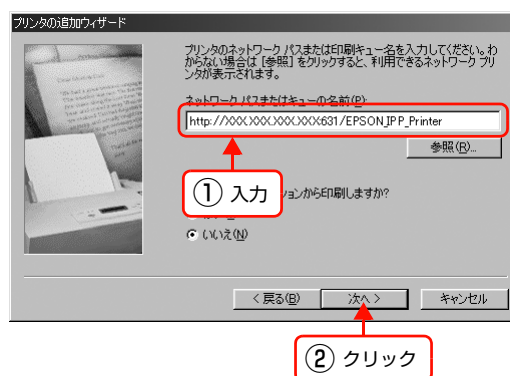 プリンタの追加ウィザード
プリンタのネットワーク パスまたは印刷キュー名を入力してください。わ
からない場合は [参照] をクリックすると、利用できるネットワーク プリ
ンタが表示されます。
ネットワーク パスまたはキューの名前(P):
http://XXX.XXX.XXX.XXX631/EPSON_IPP_Printer
参照(R)...
① 入力
ションから印刷しますか?
いいえ(N)
< 戻る(B)
次へ >
キャンセル
② クリック